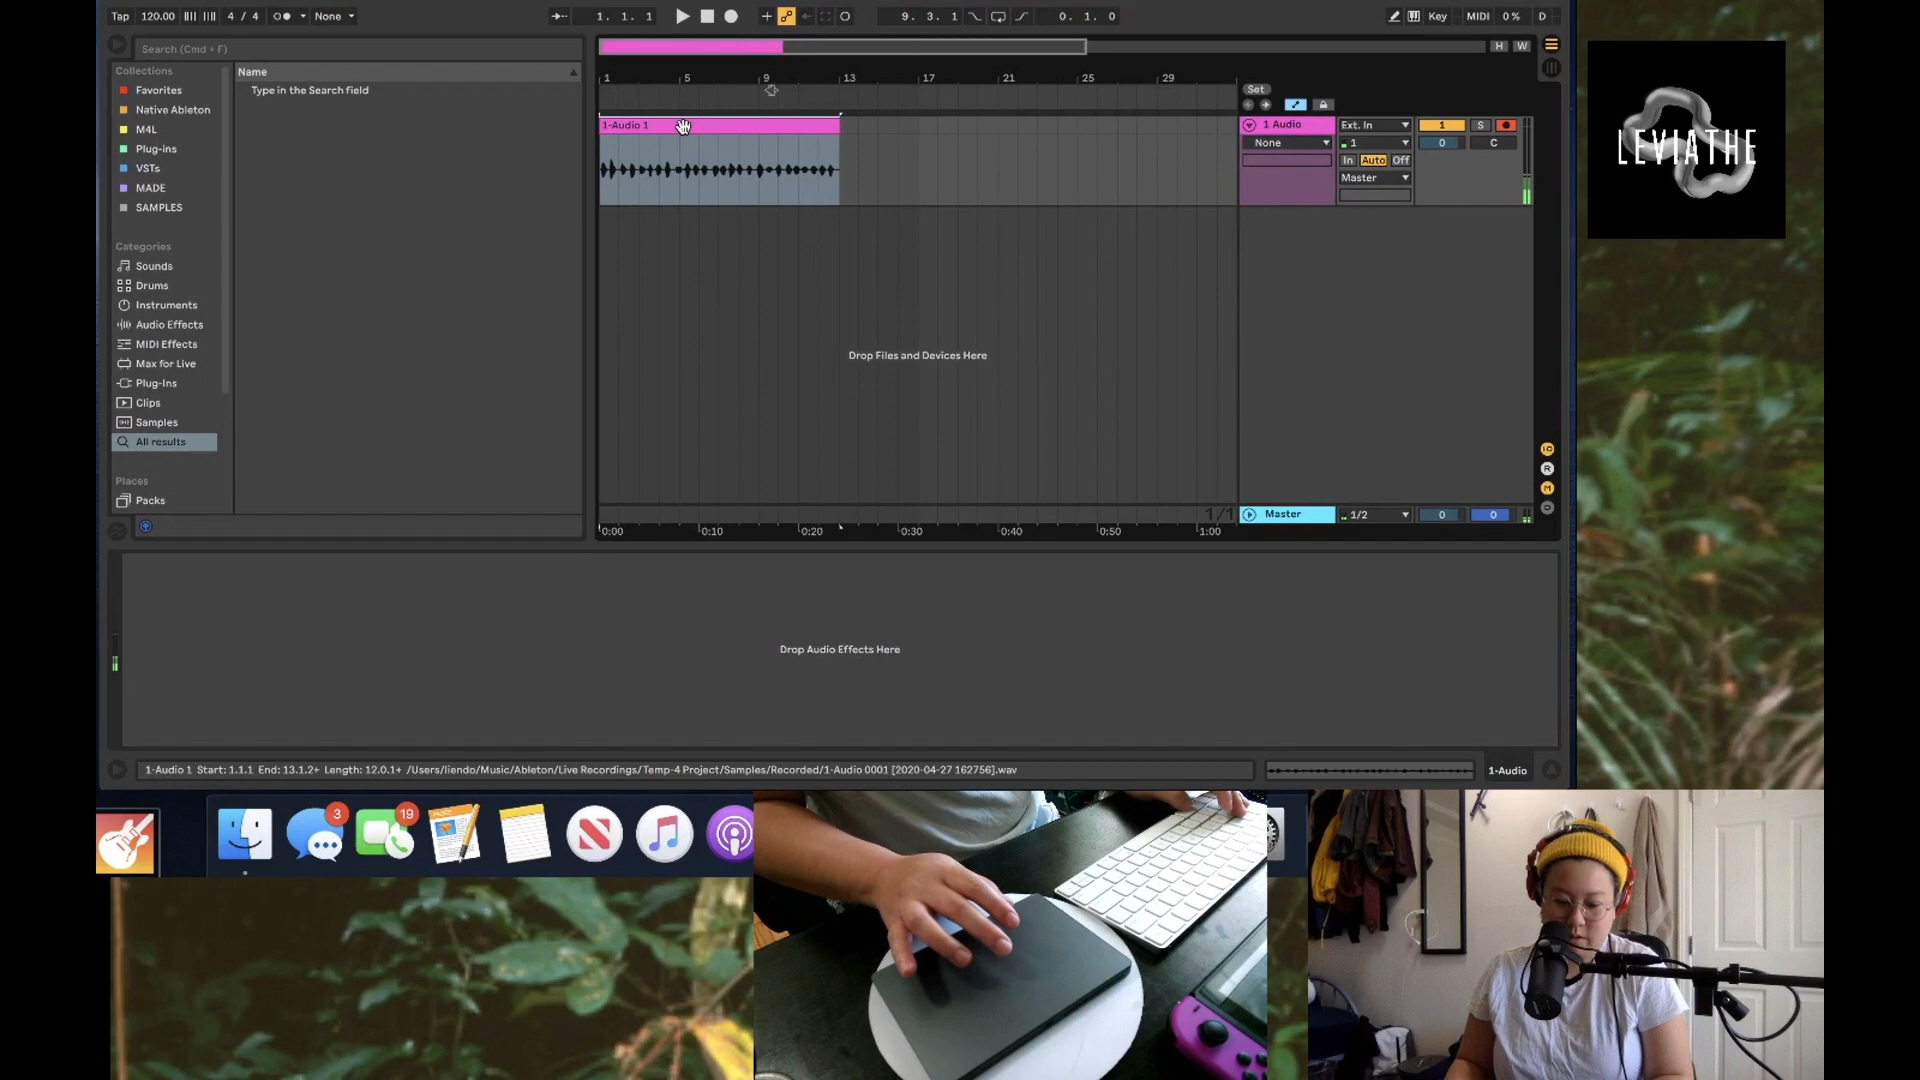 Tap 120.00 4 / 4 None 1. 1. 1 9. 3. 1 0. 1. 0 Key MIDI 0 % D
Search (Cmd + F)
H W
Collections
Name
Favorites
Type in the Search field
Native Ableton
M4L
Plug-ins
VSTs
MADE
SAMPLES
Categories
Sounds
Drums
Instruments
Audio Effects
MIDI Effects
Max for Live
Plug-Ins
Clips
Samples
All results
Places
Packs
1 5 9 13 17 21 25 29
Set
1-Audio 1
1 Audio Ext. In 1 S
None 1 0 C
In Auto Off
Master
Drop Files and Devices Here
R
M
1/1 Master 1/2 0 0
0:00 0:10 0:20 0:30 0:40 0:50 1:00
Drop Audio Effects Here
1-Audio 1 Start: 1.1.1 End: 13.1.2+ Length: 12.0.1+ /Users/liendo/Music/Ableton/Live Recordings/Temp-4 Project/Samples/Recorded/1-Audio 0001 [2020-04-27 162756].wav
1-Audio
3
19
LEVIATHE